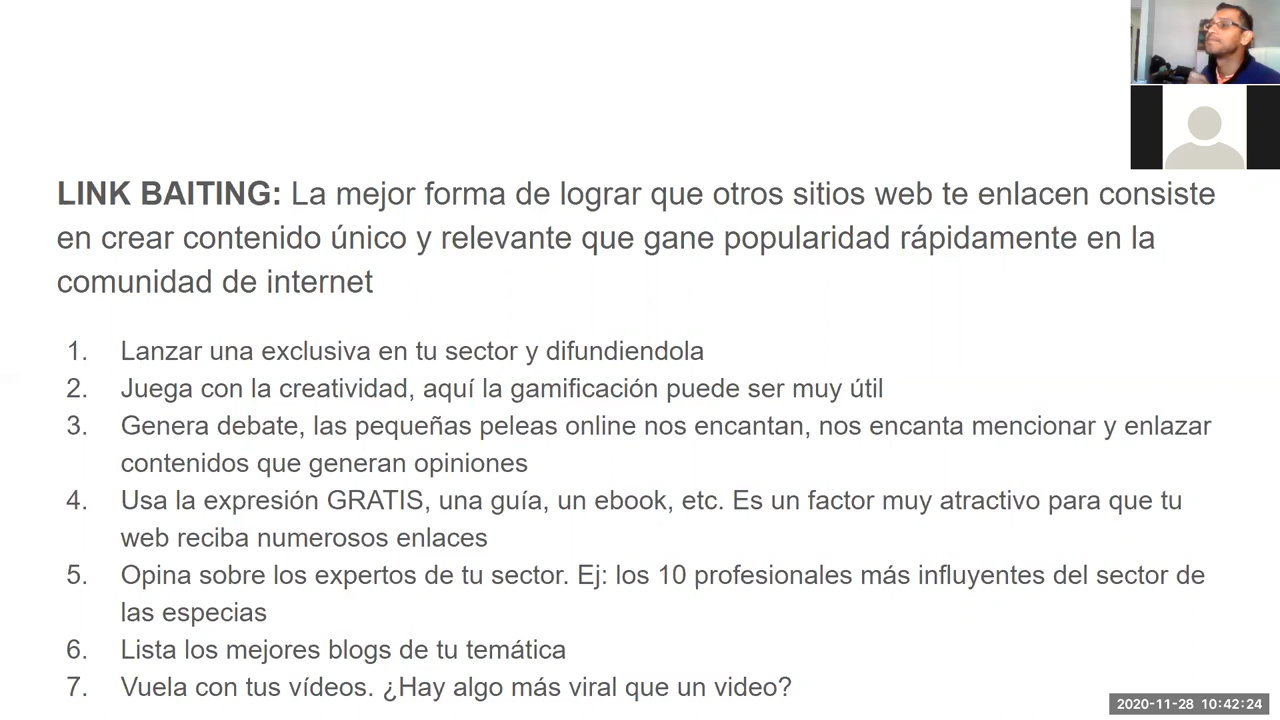 LINK BAITING: La mejor forma de lograr que otros sitios web te enlacen consiste
en crear contenido único y relevante que gane popularidad rápidamente en la
comunidad de internet
1. Lanzar una exclusiva en tu sector y difundiendola
2. Juega con la creatividad, aquí la gamificación puede ser muy útil
3. Genera debate, las pequeñas peleas online nos encantan, nos encanta mencionar y enlazar
contenidos que generan opiniones
4. Usa la expresión GRATIS, una guía, un ebook, etc. Es un factor muy atractivo para que tu
web reciba numerosos enlaces
5. Opina sobre los expertos de tu sector. Ej: los 10 profesionales más influyentes del sector de
las especias
6. Lista los mejores blogs de tu temática
7. Vuela con tus vídeos. ¿Hay algo más viral que un video?
2020-11-28 10:42:24